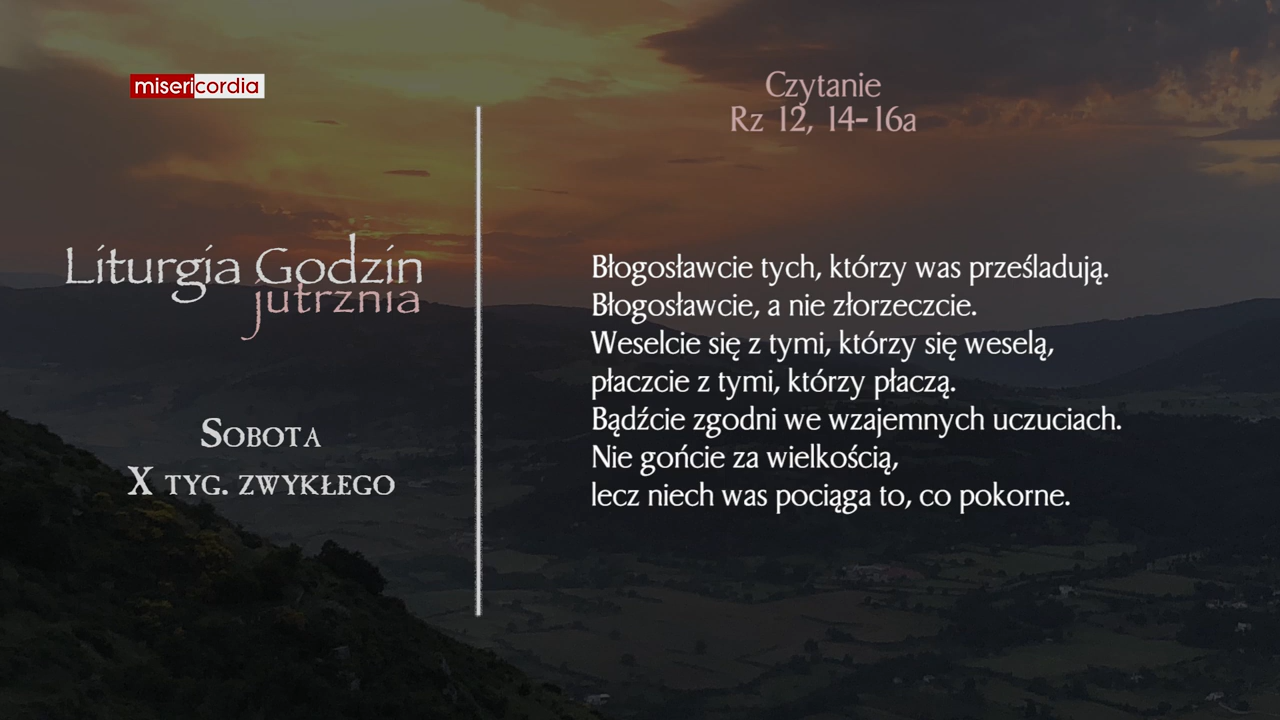 misericordia
Liturgia Godzin
jutrznia
Sobota
X tyg. zwykłego
Czytanie
Rz 12, 14-16a
Błogosławcie tych, którzy was prześladują.
Błogosławcie, a nie złorzeczcie.
Weselcie się z tymi, którzy się weselą,
płaczcie z tymi, którzy płaczą.
Bądźcie zgodni we wzajemnych uczuciach.
Nie gońcie za wielkością,
lecz niech was pociąga to, co pokorne.